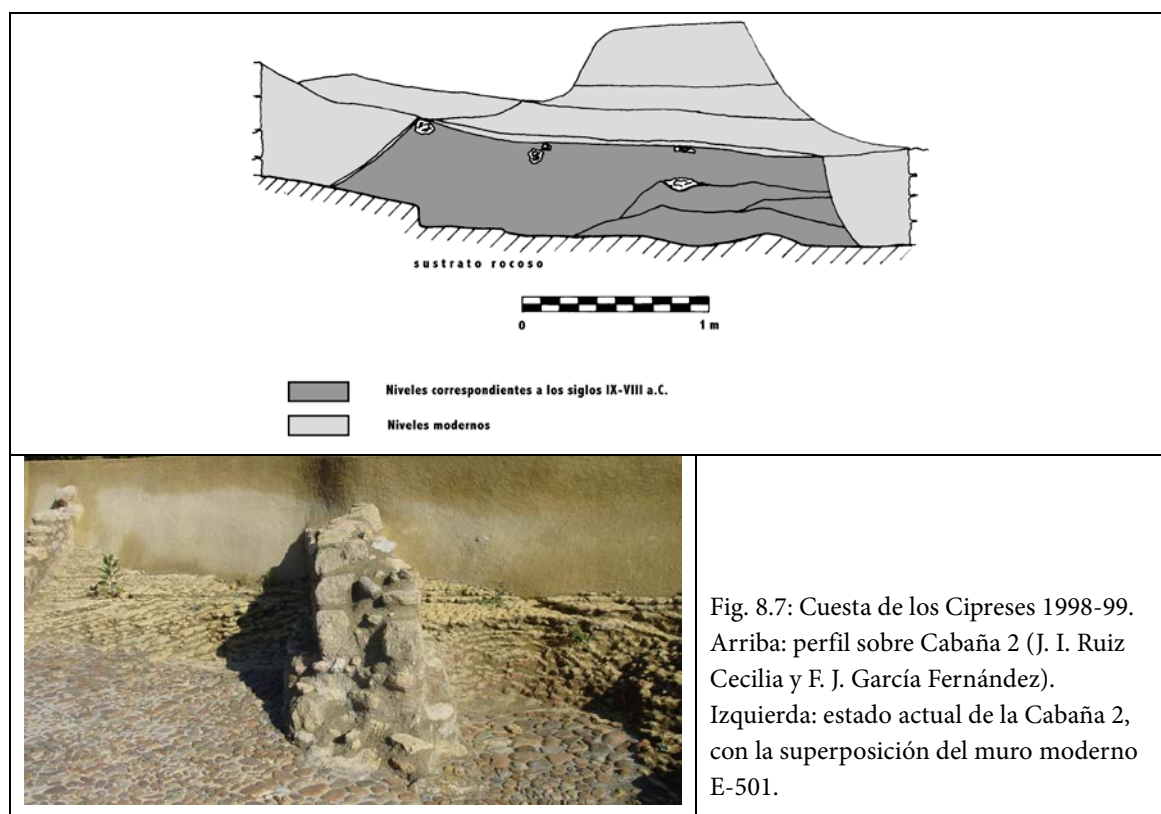 sustrato rocoso
0 1 m
Niveles correspondientes a los siglos IX-VIII a.C.
Niveles modernos
Fig. 8.7: Cuesta de los Cipreses 1998-99.
Arriba: perfil sobre Cabaña 2 (J. I. Ruiz
Cecilia y F. J. García Fernández).
Izquierda: estado actual de la Cabaña 2,
con la superposición del muro moderno
E-501.